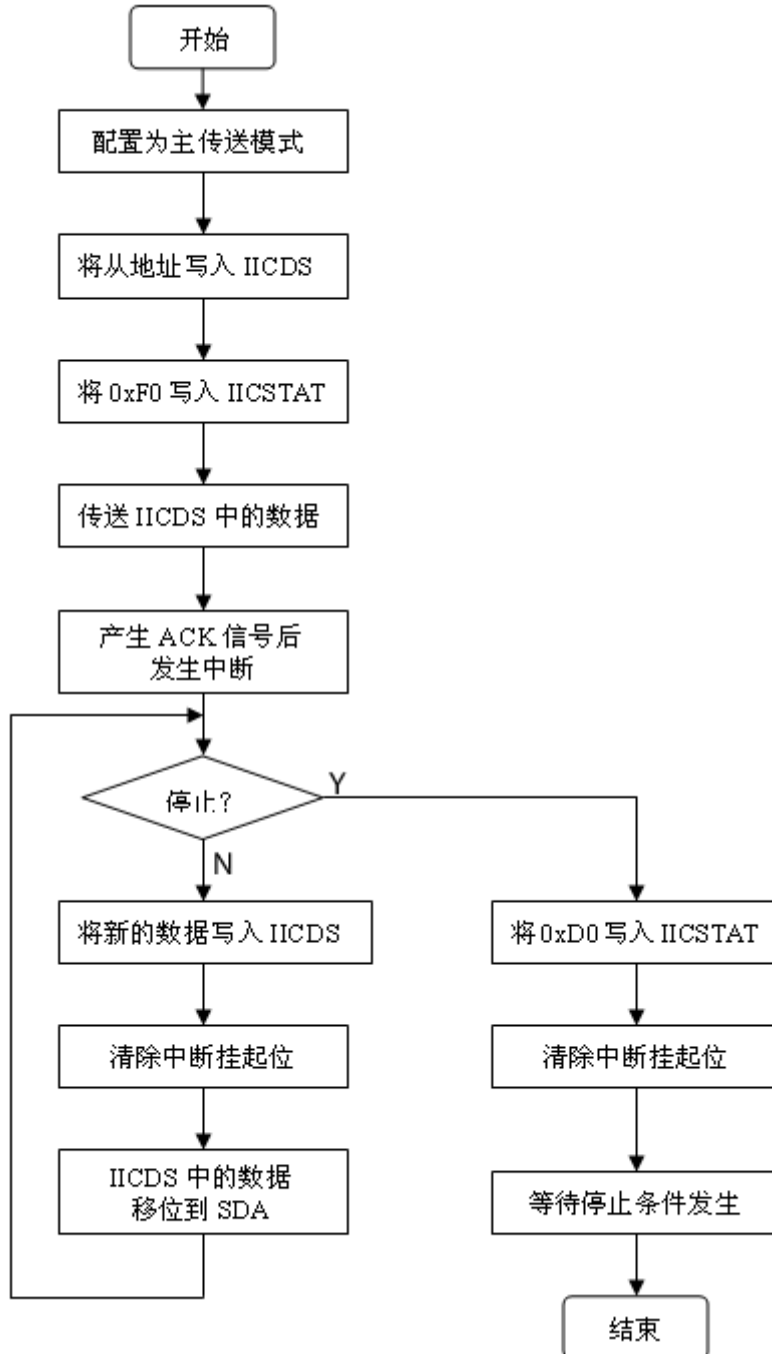 开始
配置为主传送模式
将从地址写入 IICDS
将 0xF0 写入 IICSTAT
传送 IICDS 中的数据
产生 ACK 信号后
发生中断
停止?
Y
N
将新的数据写入 IICDS
清除中断挂起位
IICDS 中的数据
移位到 SDA
将 0xD0 写入 IICSTAT
清除中断挂起位
等待停止条件发生
结束